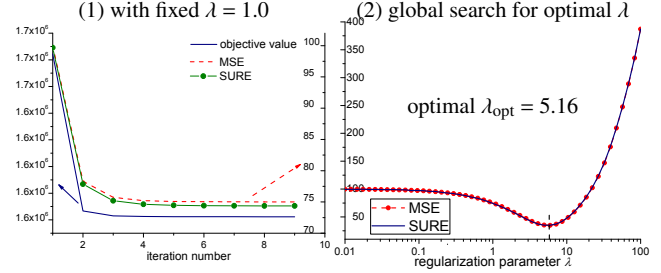 (1) with fixed λ = 1.0
1.7x10⁶
1.7x10⁶
1.7x10⁶
1.6x10⁶
1.6x10⁶
1.6x10⁶
1.6x10⁶
1.6x10⁶
objective value
MSE
SURE
100
95
90
85
80
75
70
2
4
6
8
10
iteration number
(2) global search for optimal λ
400
350
300
250
200
150
100
50
optimal λopt = 5.16
MSE
SURE
0.01
0.1
1
10
100
regularization parameter λ